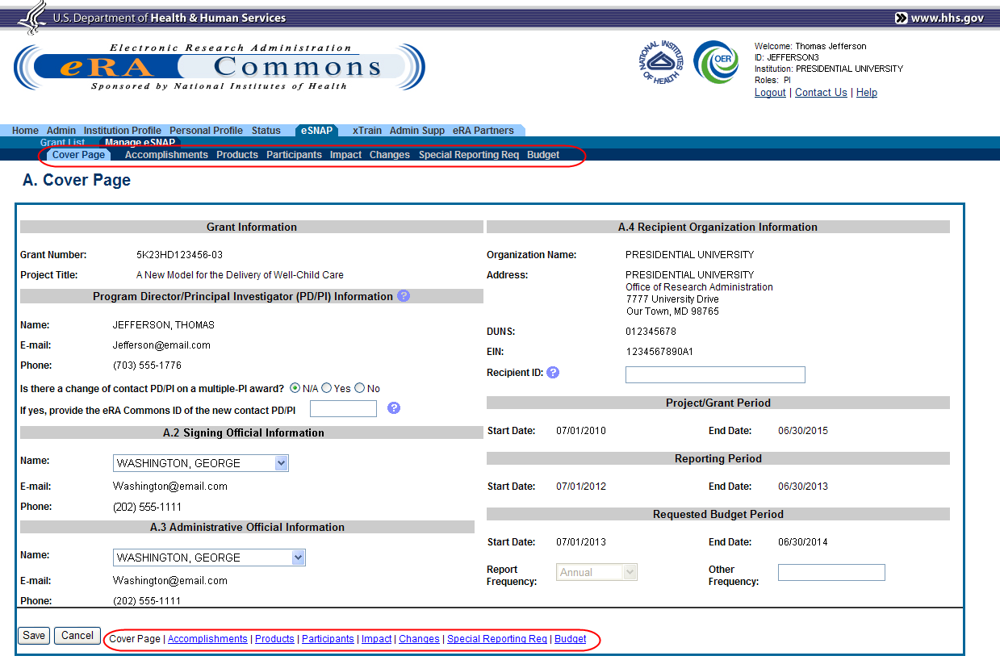 U.S. Department of Health & Human Services
www.hhs.gov
Electronic Research Administration
eRA Commons
Sponsored by National Institutes of Health
NATIONAL INSTITUTES OF HEALTH
OER
Welcome: Thomas Jefferson
ID: JEFFERSON3
Institution: PRESIDENTIAL UNIVERSITY
Roles: PI
Logout | Contact Us | Help
Home Admin Institution Profile Personal Profile Status eSNAP xTrain Admin Supp eRA Partners
Grant List Manage eSNAP
Cover Page Accomplishments Products Participants Impact Changes Special Reporting Req Budget
A. Cover Page
Grant Information
Grant Number: 5K23HD123456-03
Project Title: A New Model for the Delivery of Well-Child Care
Program Director/Principal Investigator (PD/PI) Information ?
Name: JEFFERSON, THOMAS
E-mail: Jefferson@email.com
Phone: (703) 555-1776
Is there a change of contact PD/PI on a multiple-PI award? N/A Yes No
If yes, provide the eRA Commons ID of the new contact PD/PI ?
A.2 Signing Official Information
Name: WASHINGTON, GEORGE
E-mail: Washington@email.com
Phone: (202) 555-1111
A.3 Administrative Official Information
Name: WASHINGTON, GEORGE
E-mail: Washington@email.com
Phone: (202) 555-1111
A.4 Recipient Organization Information
Organization Name: PRESIDENTIAL UNIVERSITY
Address: PRESIDENTIAL UNIVERSITY
Office of Research Administration
7777 University Drive
Our Town, MD 98765
DUNS: 012345678
EIN: 1234567890A1
Recipient ID: ?
Project/Grant Period
Start Date: 07/01/2010 End Date: 06/30/2015
Reporting Period
Start Date: 07/01/2012 End Date: 06/30/2013
Requested Budget Period
Start Date: 07/01/2013 End Date: 06/30/2014
Report Frequency: Annual Other Frequency:
Save Cancel Cover Page | Accomplishments | Products | Participants | Impact | Changes | Special Reporting Req | Budget